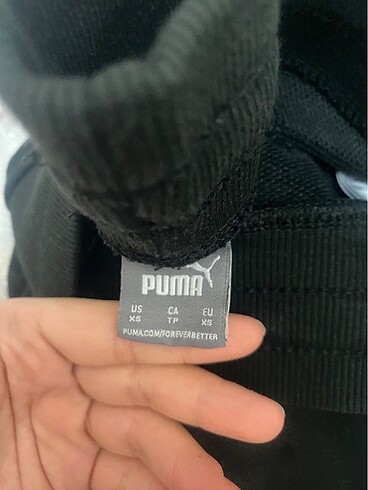 PUMA
US CA EU
XS TP XS
PUMA.COM/FOREVERBETTER